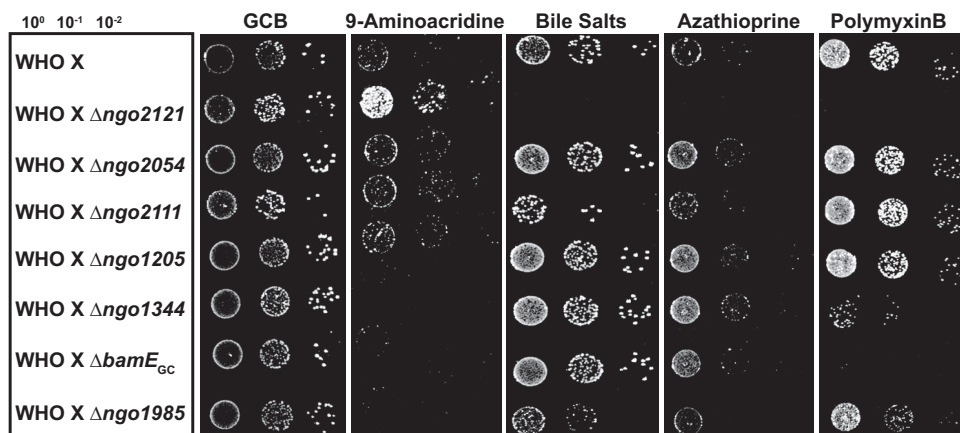 10⁰ 10⁻¹ 10⁻² GCB 9-Aminoacridine Bile Salts Azathioprine PolymyxinB
WHO X
WHO X Δngo2121
WHO X Δngo2054
WHO X Δngo2111
WHO X Δngo1205
WHO X Δngo1344
WHO X ΔbamE_GC
WHO X Δngo1985